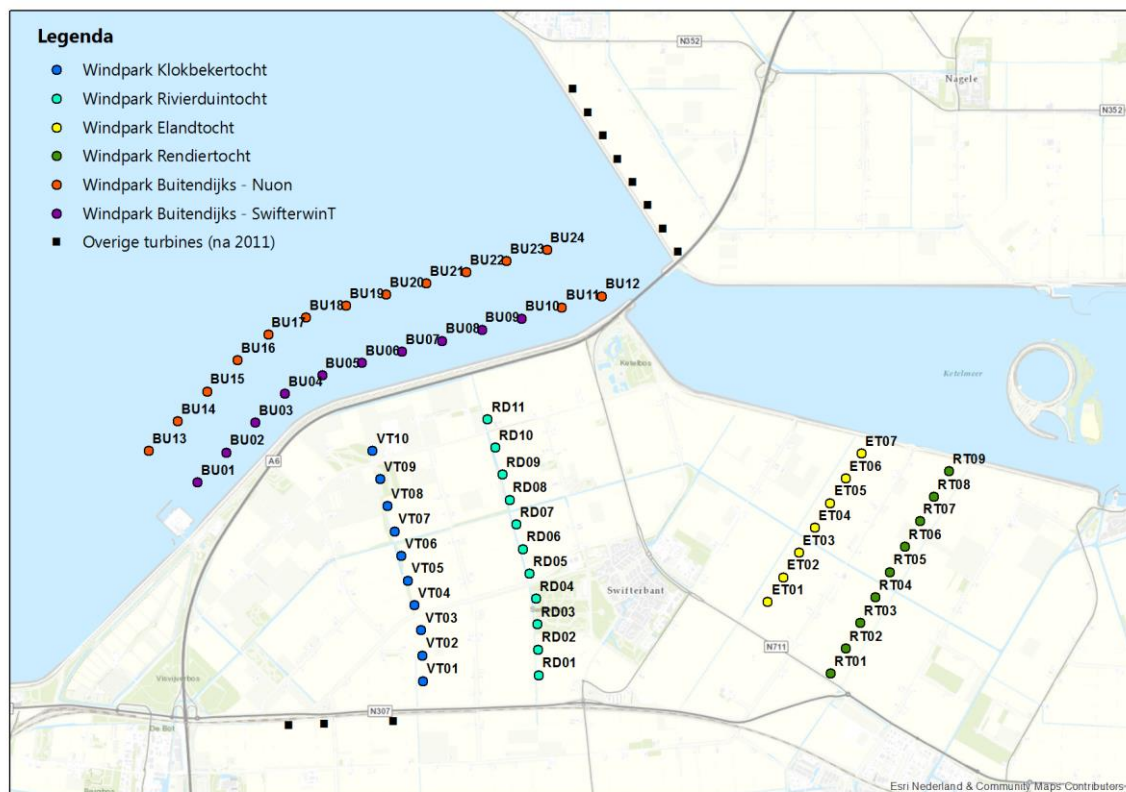 Legenda
Windpark Klokbekertocht
Windpark Rivierduintocht
Windpark Elandtocht
Windpark Rendiertocht
Windpark Buitendijks - Nuon
Windpark Buitendijks - SwifterwinT
Overige turbines (na 2011)
N352
Nagele
N352
BU24
BU23
BU22
BU21
BU20
BU19
BU18
BU17
BU16
BU15
BU14
BU13
BU12
BU11
BU10
BU09
BU08
BU07
BU06
BU05
BU04
BU03
BU02
BU01
Ketelbos
Ketelmeer
A6
VT10
VT09
VT08
VT07
VT06
VT05
VT04
VT03
VT02
VT01
RD11
RD10
RD09
RD08
RD07
RD06
RD05
RD04
RD03
RD02
RD01
Swifterbant
ET07
ET06
ET05
ET04
ET03
ET02
ET01
RT09
RT08
RT07
RT06
RT05
RT04
RT03
RT02
RT01
N711
Visvijverbos
N307
De Bot
Esri Nederland & Community Maps Contributors